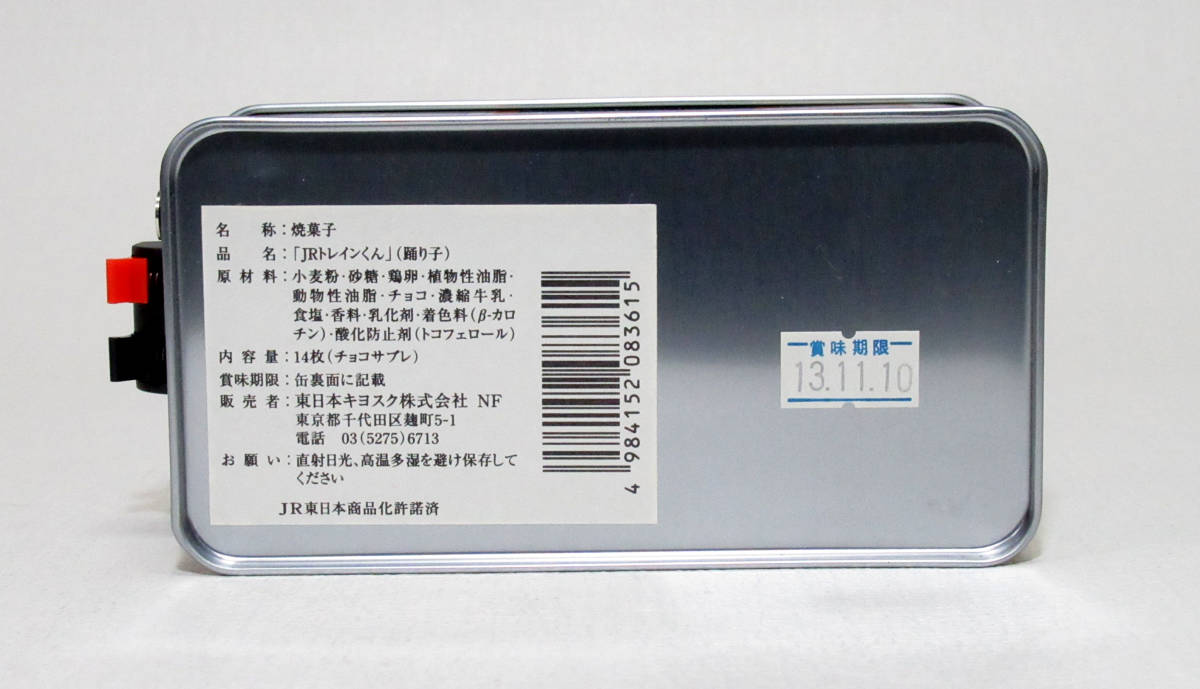 名　　称：焼菓子
品　　名：「JRトレインくん」（踊り子）
原 材 料：小麦粉・砂糖・鶏卵・植物性油脂・
動物性油脂・チョコ・濃縮牛乳・
食塩・香料・乳化剤・着色料（β-カロ
チン）・酸化防止剤（トコフェロール）
内 容 量：14枚（チョコサブレ）
賞味期限：缶裏面に記載
販 売 者：東日本キヨスク株式会社 NF
東京都千代田区麹町5-1
電話　03（5275）6713
お 願 い：直射日光、高温多湿を避け保存して
ください
JR東日本商品化許諾済
4 984152 083615
賞味期限
13.11.10